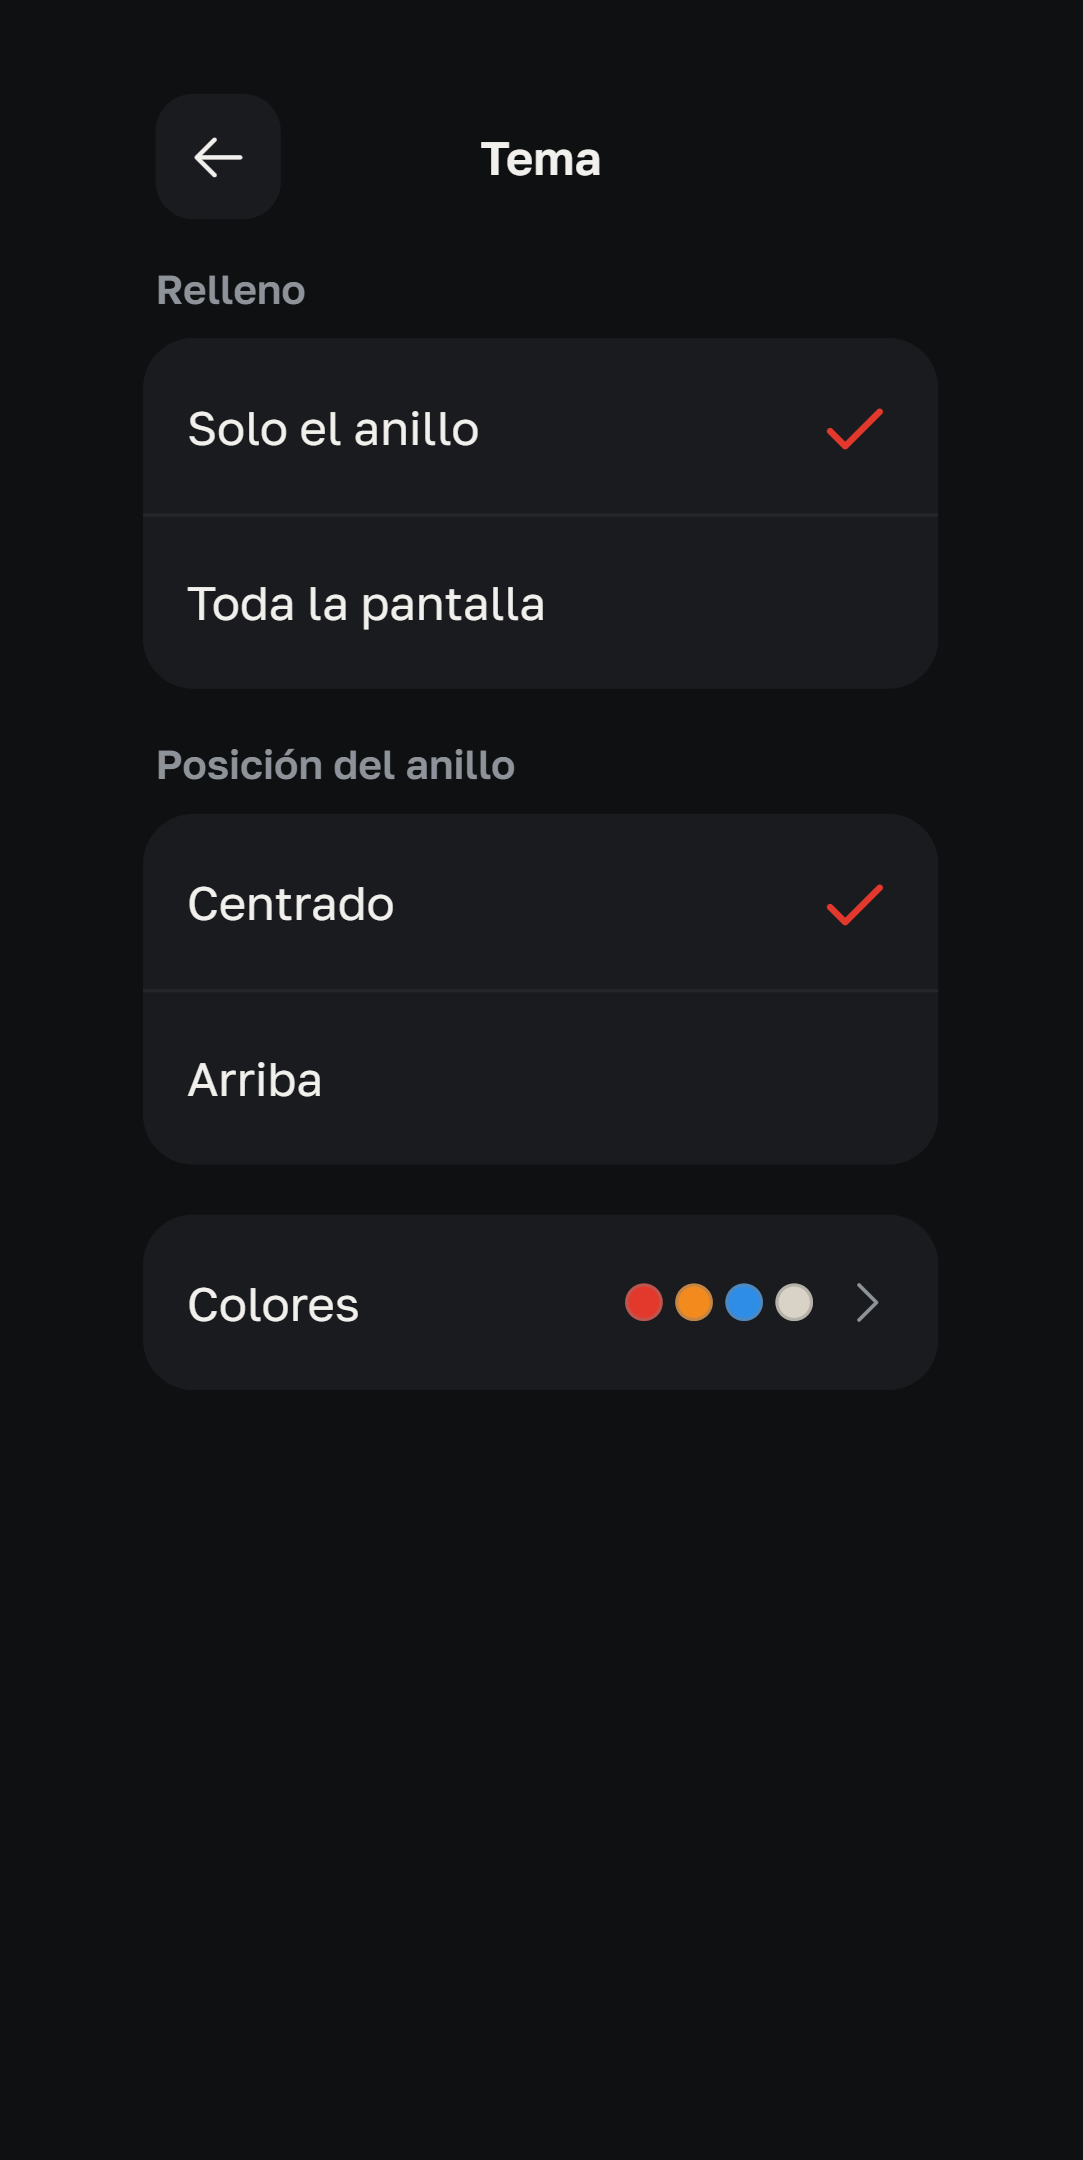 Tema
Relleno
Solo el anillo
Toda la pantalla
Posición del anillo
Centrado
Arriba
Colores